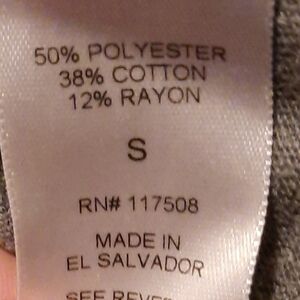 50% POLYESTER
38% COTTON
12% RAYON
S
RN# 117508
MADE IN
EL SALVADOR
SEE